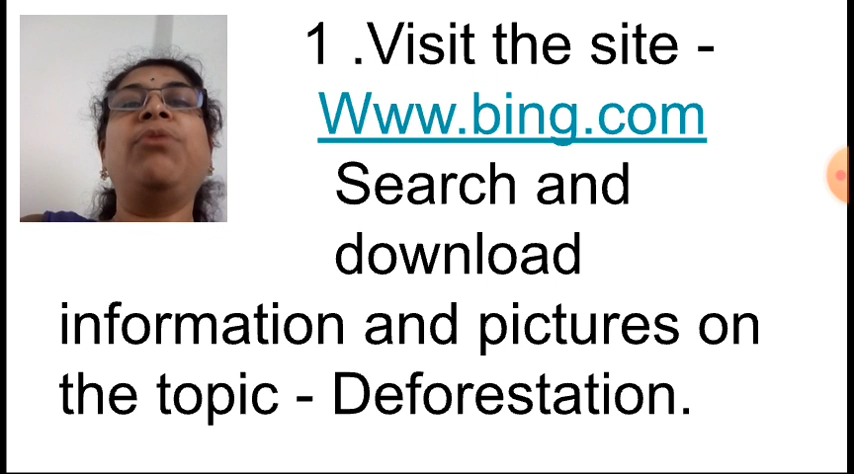 1 .Visit the site -
Www.bing.com
Search and
download
information and pictures on
the topic - Deforestation.